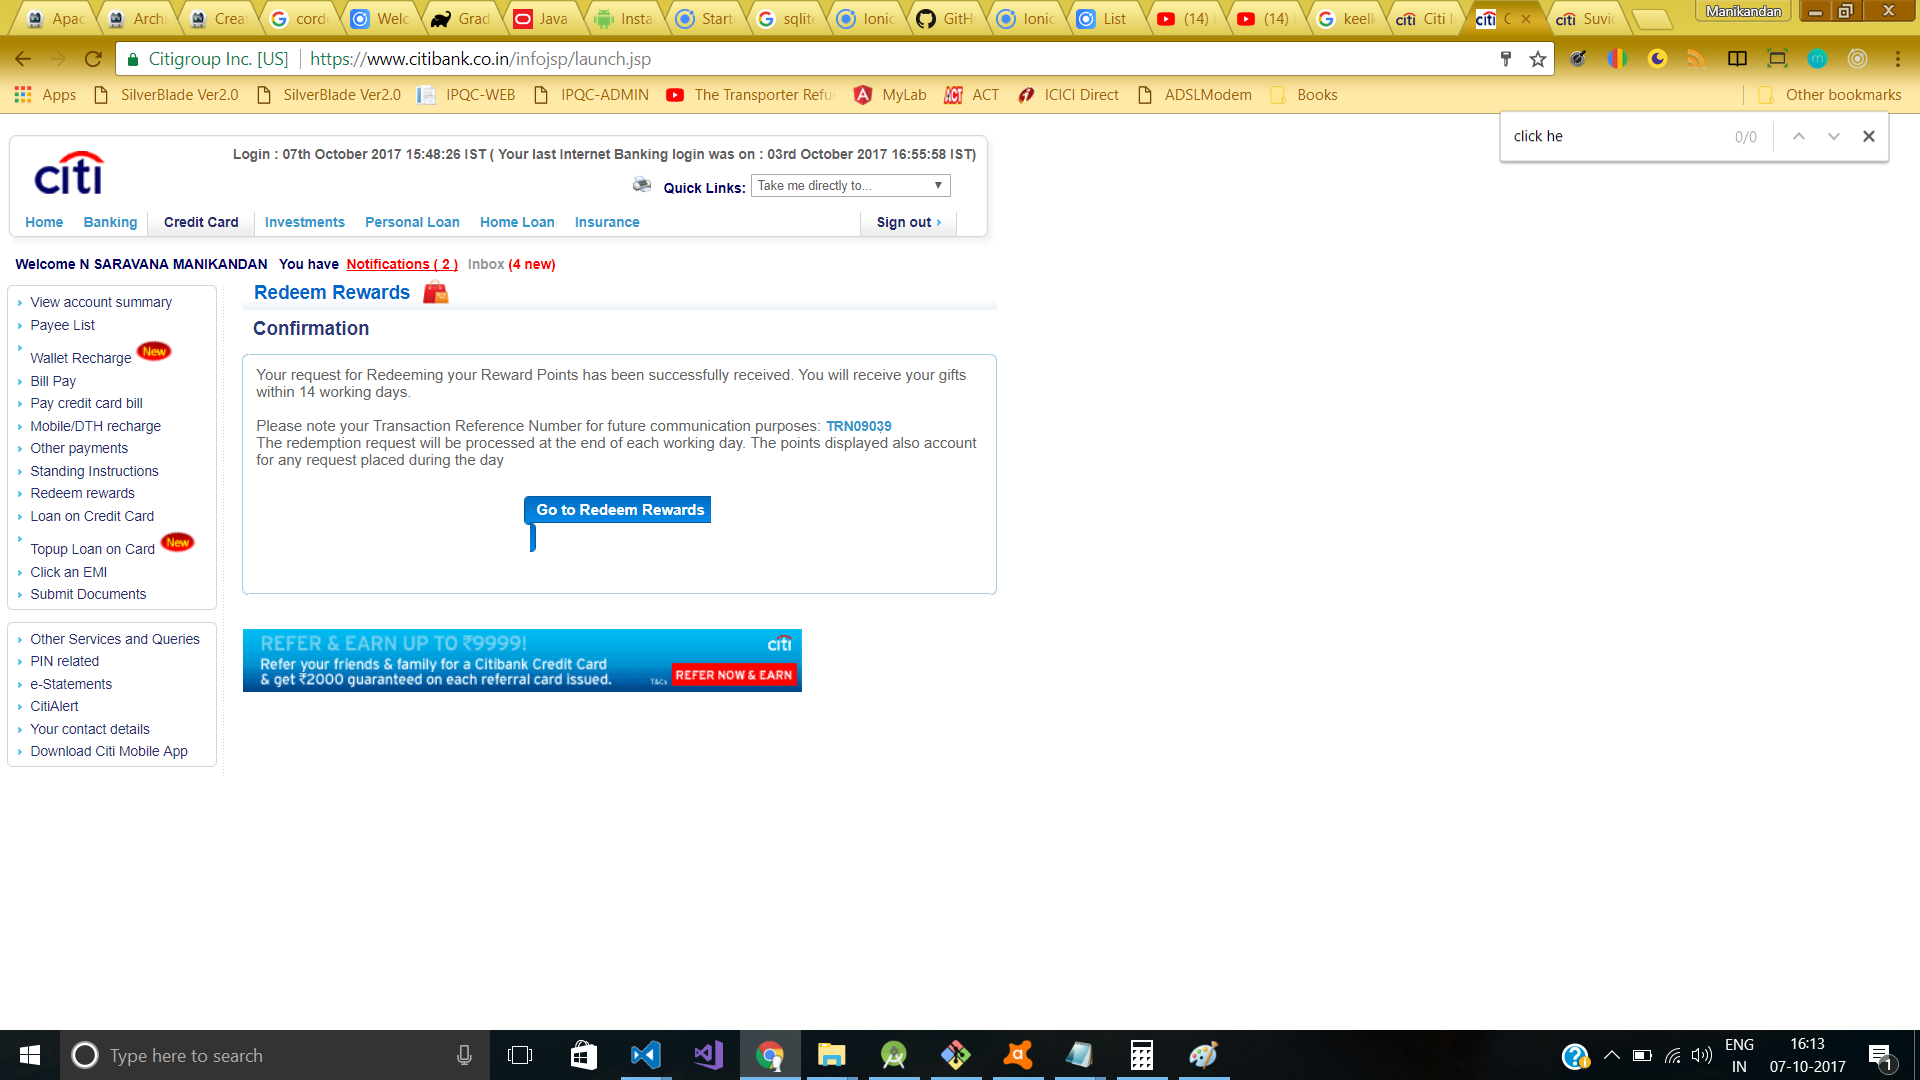 Apac
Archi
Creat
cordo
Welc
Grad
Java
Insta
Start
sqlite
Ionic
GitH
Ionic
List
(14)
(14)
keelk
Citi
Suvid
Manikandan
Citigroup Inc. [US] https://www.citibank.co.in/infojsp/launch.jsp
Apps SilverBlade Ver2.0 SilverBlade Ver2.0 IPQC-WEB IPQC-ADMIN The Transporter Refu MyLab ACT ICICI Direct ADSLModem Books Other bookmarks
click he 0/0
citi
Login : 07th October 2017 15:48:26 IST ( Your last Internet Banking login was on : 03rd October 2017 16:55:58 IST)
Quick Links: Take me directly to...
Home Banking Credit Card Investments Personal Loan Home Loan Insurance Sign out
Welcome N SARAVANA MANIKANDAN You have Notifications ( 2 ) Inbox (4 new)
View account summary
Payee List
Wallet Recharge New
Bill Pay
Pay credit card bill
Mobile/DTH recharge
Other payments
Standing Instructions
Redeem rewards
Loan on Credit Card
Topup Loan on Card New
Click an EMI
Submit Documents
Other Services and Queries
PIN related
e-Statements
CitiAlert
Your contact details
Download Citi Mobile App
Redeem Rewards
Confirmation
Your request for Redeeming your Reward Points has been successfully received. You will receive your gifts
within 14 working days.
Please note your Transaction Reference Number for future communication purposes: TRN09039
The redemption request will be processed at the end of each working day. The points displayed also account
for any request placed during the day
Go to Redeem Rewards
REFER & EARN UP TO ₹9999!
citi
Refer your friends & family for a Citibank Credit Card
& get ₹2000 guaranteed on each referral card issued.
T&Cs REFER NOW & EARN
Type here to search
ENG
IN
16:13
07-10-2017
1